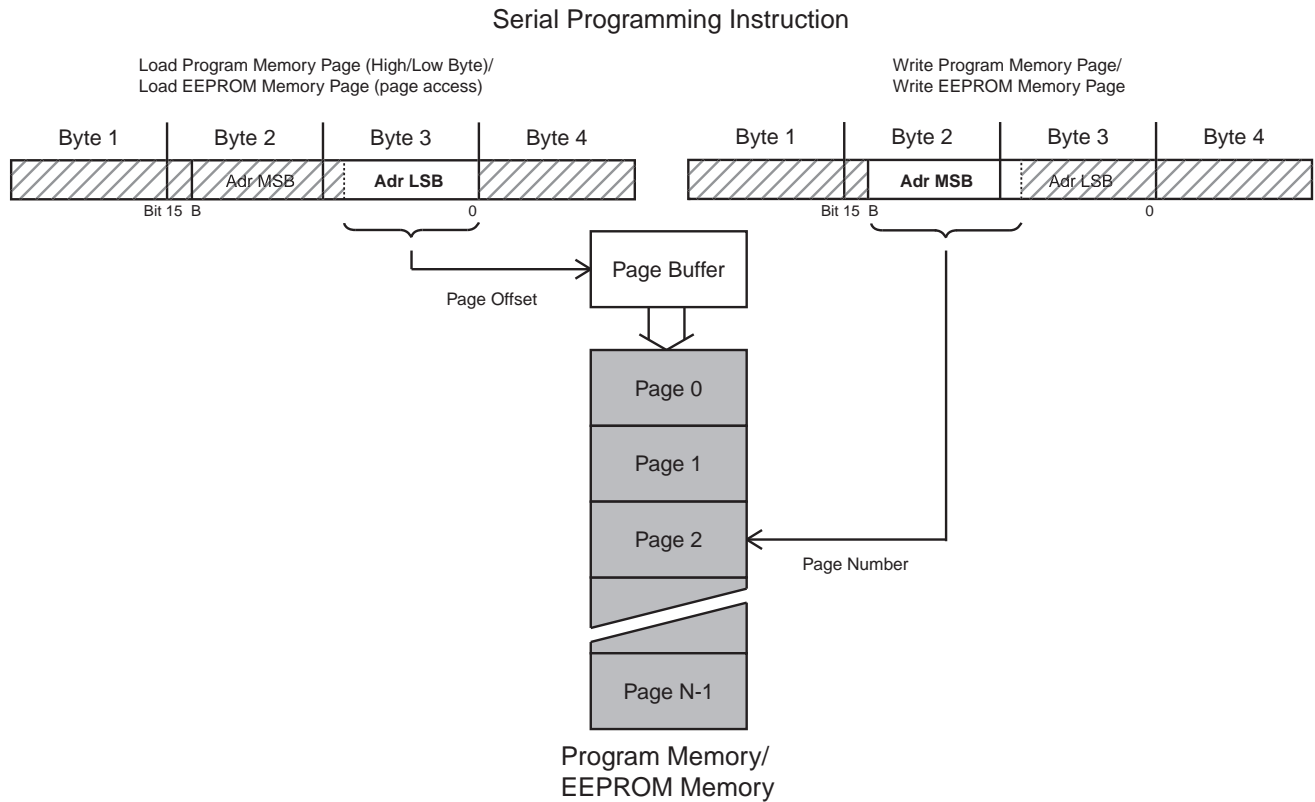 Serial Programming Instruction
Load Program Memory Page (High/Low Byte)/
Load EEPROM Memory Page (page access)
Write Program Memory Page/
Write EEPROM Memory Page
Byte 1 Byte 2 Byte 3 Byte 4
Byte 1 Byte 2 Byte 3 Byte 4
Adr MSB Adr LSB
Adr MSB Adr LSB
Bit 15 B 0
Bit 15 B 0
Page Buffer
Page Offset
Page 0
Page 1
Page 2
Page Number
Page N-1
Program Memory/
EEPROM Memory